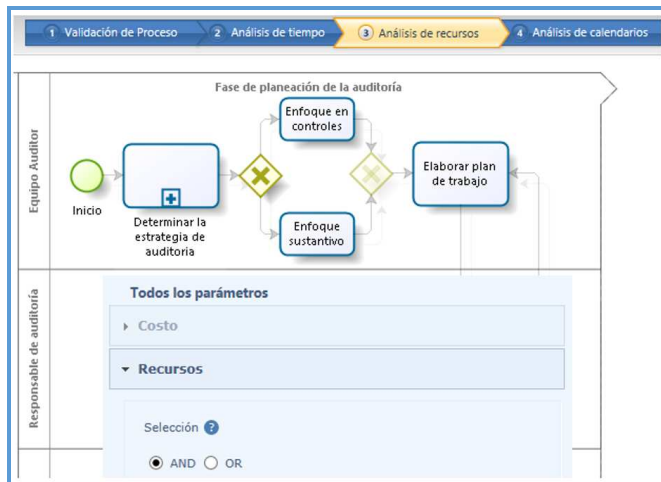 1 Validación de Proceso 2 Análisis de tiempo 3 Análisis de recursos 4 Análisis de calendarios
Fase de planeación de la auditoría
Equipo Auditor
Inicio
Determinar la
estrategia de
auditoria
Enfoque en
controles
Enfoque
sustantivo
Elaborar plan
de trabajo
Responsable de auditoría
Todos los parámetros
Costo
Recursos
Selección ?
AND OR